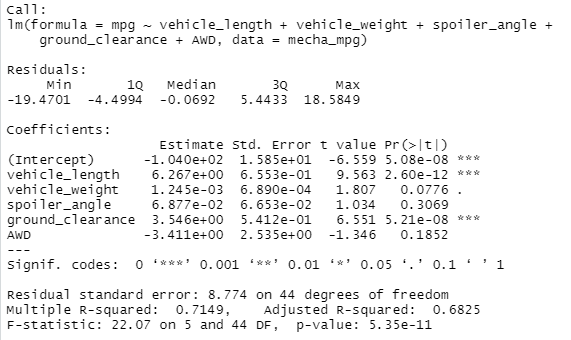 Call:
lm(formula = mpg ~ vehicle_length + vehicle_weight + spoiler_angle +
    ground_clearance + AWD, data = mecha_mpg)

Residuals:
     Min       1Q   Median       3Q      Max
-19.4701  -4.4994  -0.0692   5.4433  18.5849

Coefficients:
                   Estimate Std. Error t value Pr(>|t|)
(Intercept)      -1.040e+02  1.585e+01  -6.559 5.08e-08 ***
vehicle_length    6.267e+00  6.553e-01   9.563 2.60e-12 ***
vehicle_weight    1.245e-03  6.890e-04   1.807   0.0776 .
spoiler_angle     6.877e-02  6.653e-02   1.034   0.3069
ground_clearance  3.546e+00  5.412e-01   6.551 5.21e-08 ***
AWD              -3.411e+00  2.535e+00  -1.346   0.1852
---
Signif. codes:  0 ‘***’ 0.001 ‘**’ 0.01 ‘*’ 0.05 ‘.’ 0.1 ‘ ’ 1

Residual standard error: 8.774 on 44 degrees of freedom
Multiple R-squared:  0.7149,    Adjusted R-squared:  0.6825
F-statistic: 22.07 on 5 and 44 DF,  p-value: 5.35e-11